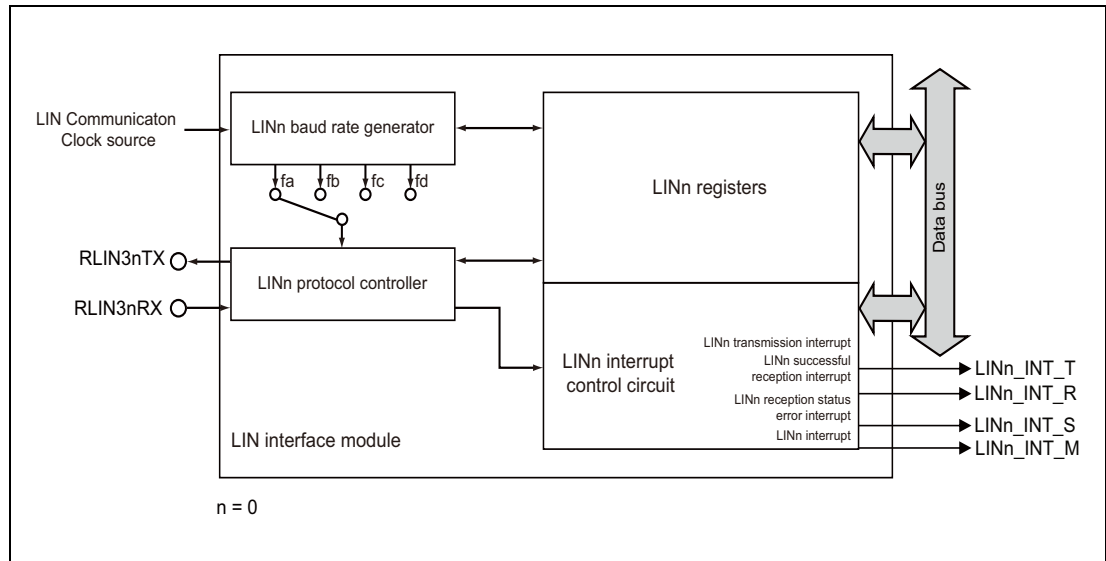 LIN Communicaton
Clock source
LINn baud rate generator
fa
fb
fc
fd
LINn registers
Data bus
RLIN3nTX
RLIN3nRX
LINn protocol controller
LINn interrupt
control circuit
LINn transmission interrupt
LINn successful
reception interrupt
LINn reception status
error interrupt
LINn interrupt
LINn_INT_T
LINn_INT_R
LINn_INT_S
LINn_INT_M
LIN interface module
n = 0